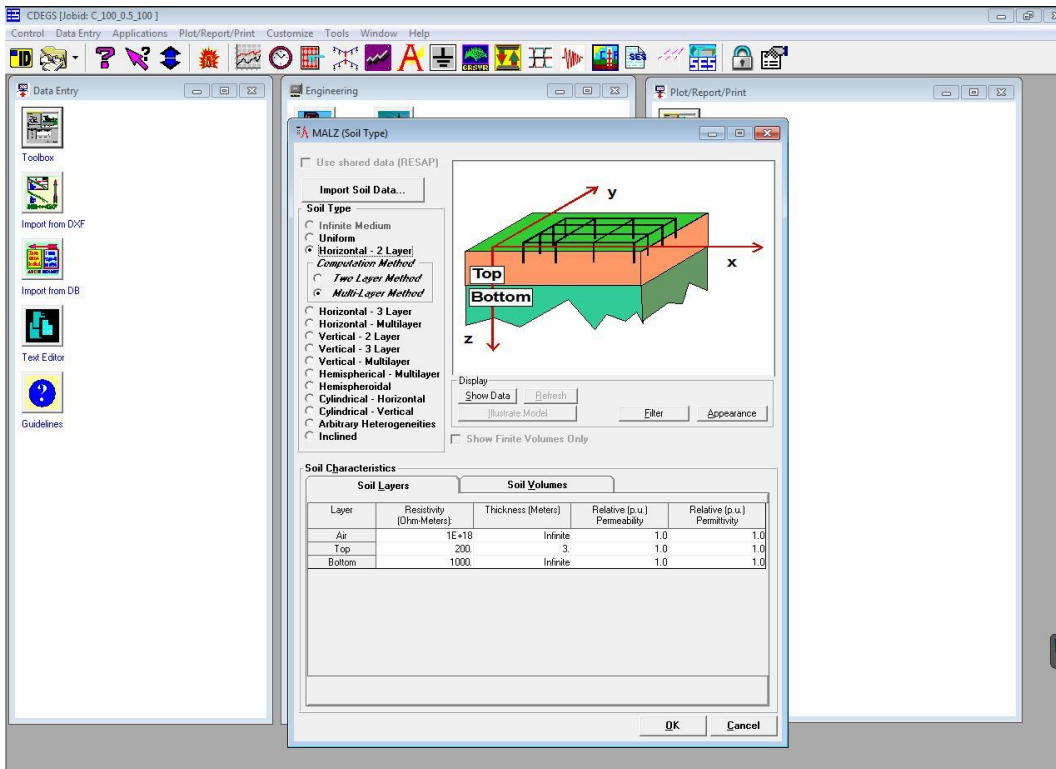 CDEGS [Jobid: C_100_0.5_100 ]
Control Data Entry Applications Plot/Report/Print Customize Tools Window Help
ID
GRSVR
SES
SES
Data Entry
Toolbox
Import from DXF
Import from DB
Text Editor
Guidelines
Engineering
Plot/Report/Print
MALZ (Soil Type)
Use shared data (RESAP)
Import Soil Data...
Soil Type
Infinite Medium
Uniform
Horizontal - 2 Layer
Computation Method
Two Layer Method
Multi-Layer Method
Horizontal - 3 Layer
Horizontal - Multilayer
Vertical - 2 Layer
Vertical - 3 Layer
Vertical - Multilayer
Hemispherical - Multilayer
Hemispheroidal
Cylindrical - Horizontal
Cylindrical - Vertical
Arbitrary Heterogeneities
Inclined
y
x
Top
Bottom
z
Display
Show Data Refresh
Illustrate Model Filter Appearance
Show Finite Volumes Only
Soil Characteristics
Soil Layers Soil Volumes
Layer Resistivity (Ohm-Meters): Thickness (Meters) Relative (p.u.) Permeability Relative (p.u.) Permittivity
Air 1E+18 Infinite 1.0 1.0
Top 200. 3. 1.0 1.0
Bottom 1000. Infinite 1.0 1.0
OK Cancel